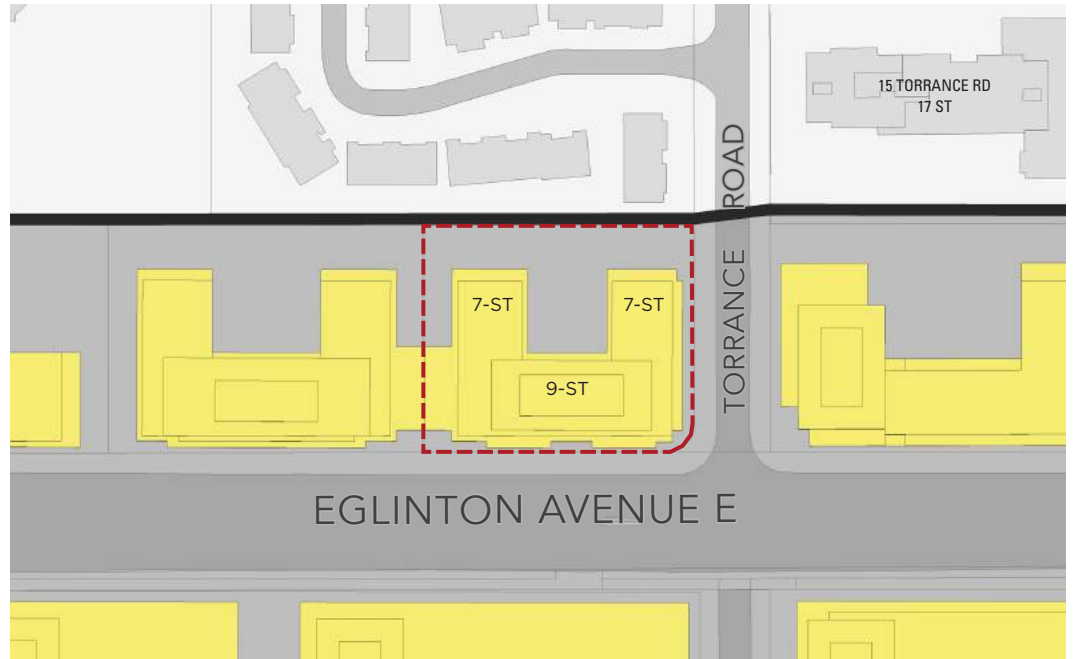 15 TORRANCE RD
17 ST
TORRANCE ROAD
7-ST
7-ST
9-ST
EGLINTON AVENUE E